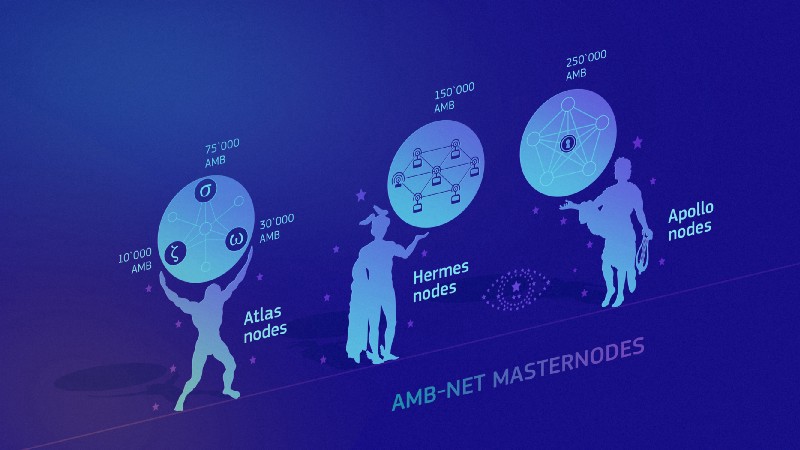 250`000
AMB
150`000
AMB
75`000
AMB
σ
30`000
AMB
10`000
AMB
ζ
ω
Atlas
nodes
Hermes
nodes
Apollo
nodes
AMB-NET MASTERNODES